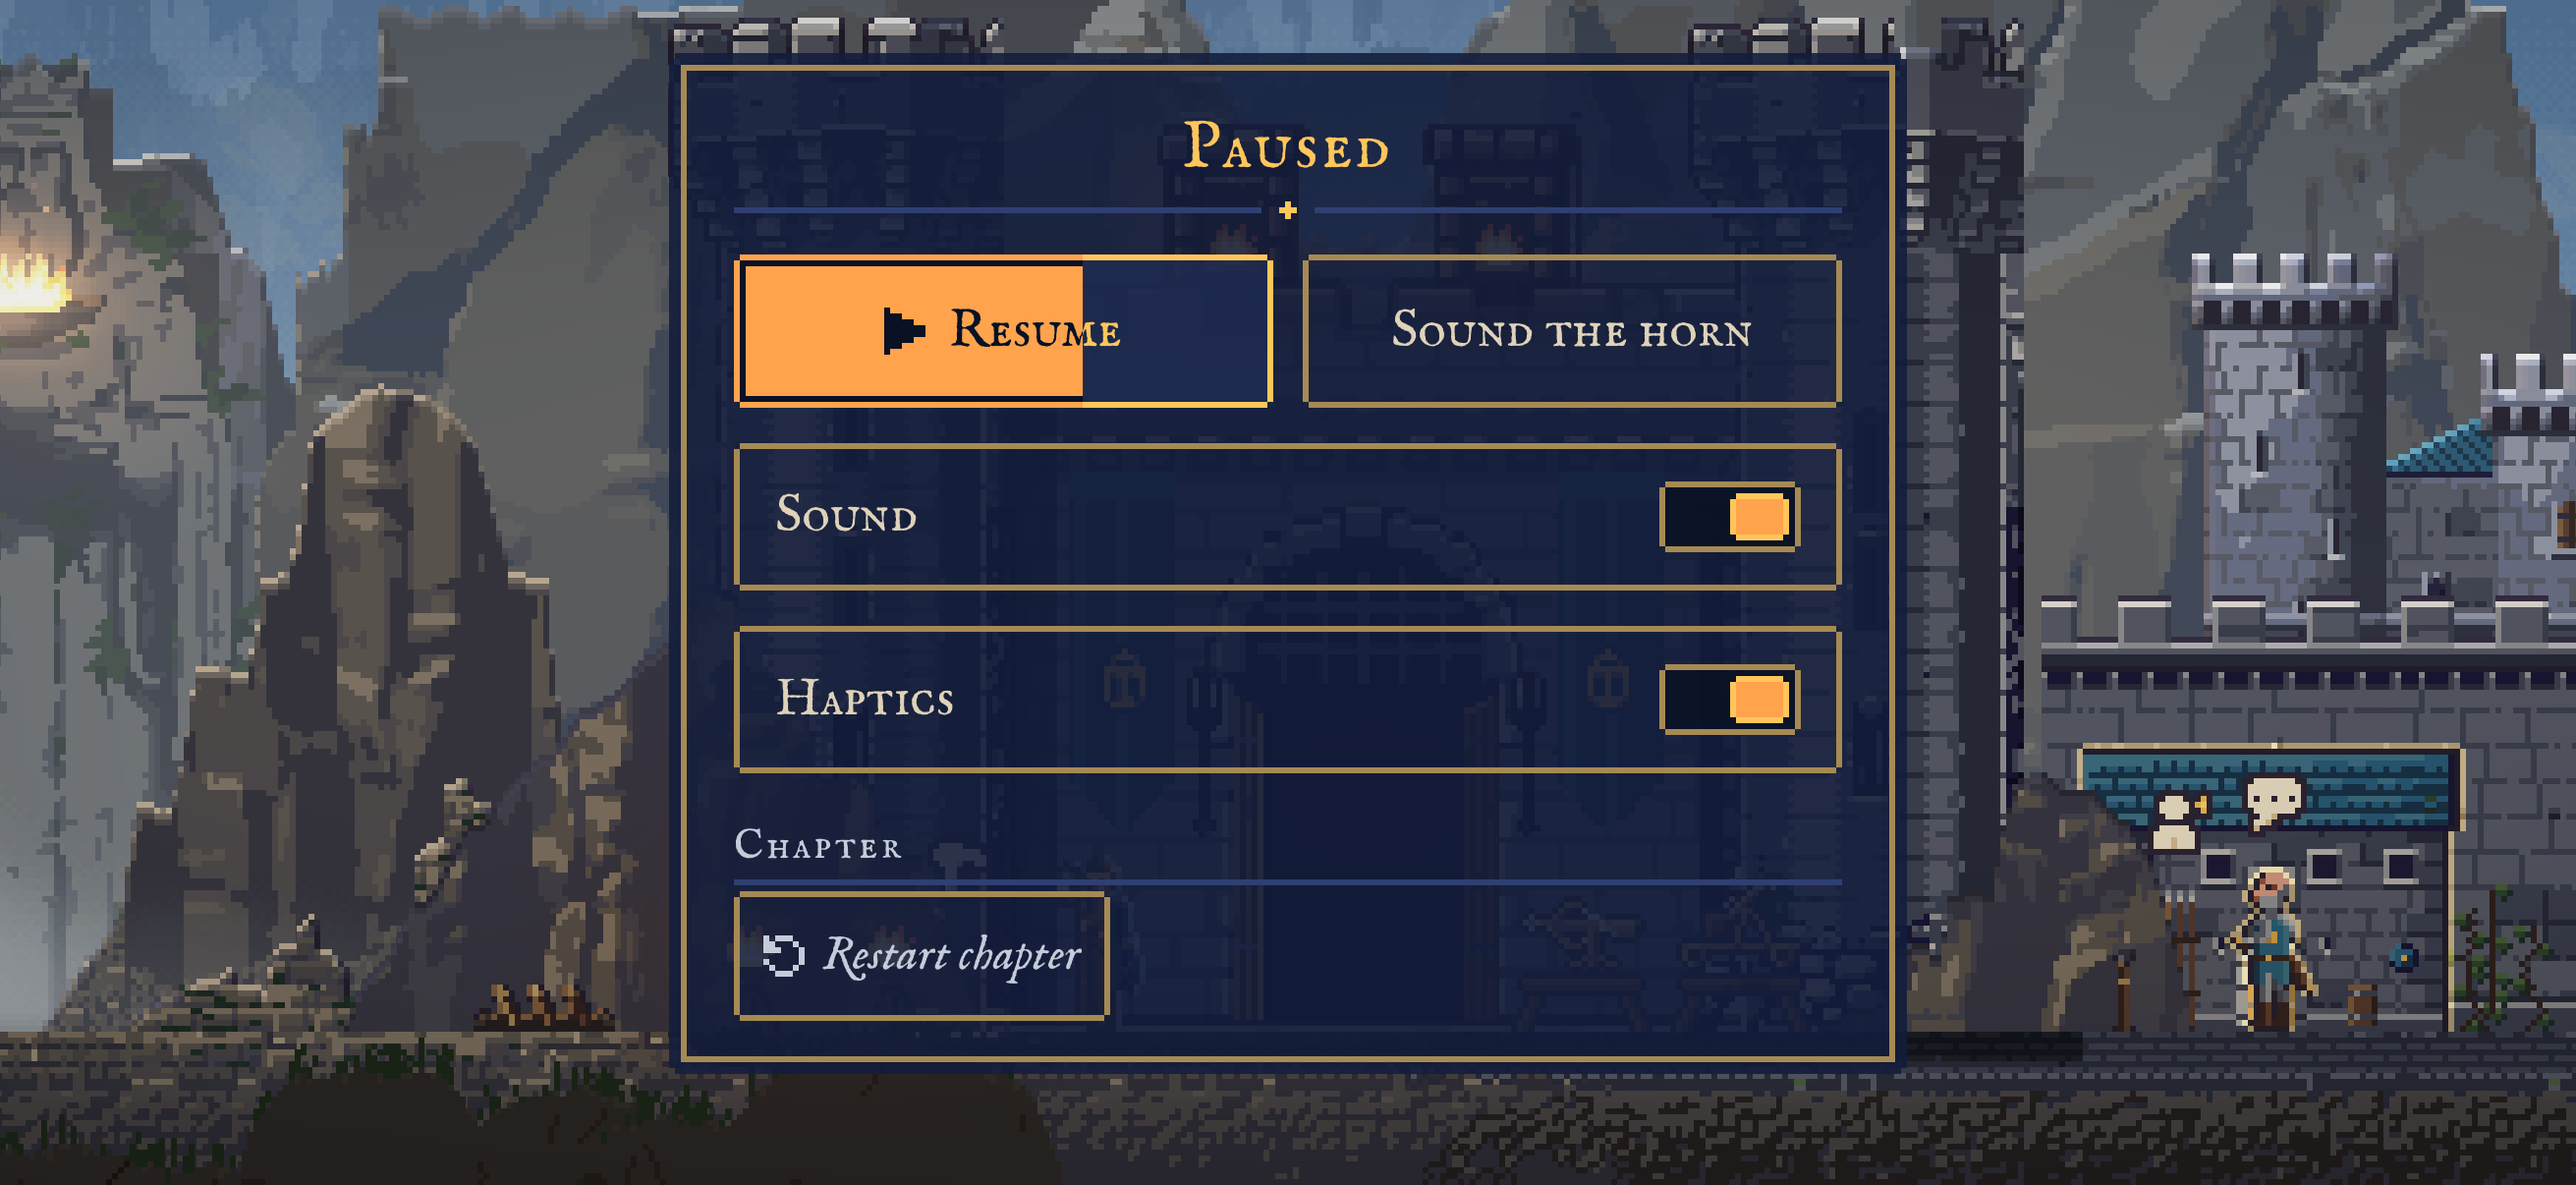 Paused
Resume
Sound the horn
Sound
Haptics
Chapter
Restart chapter